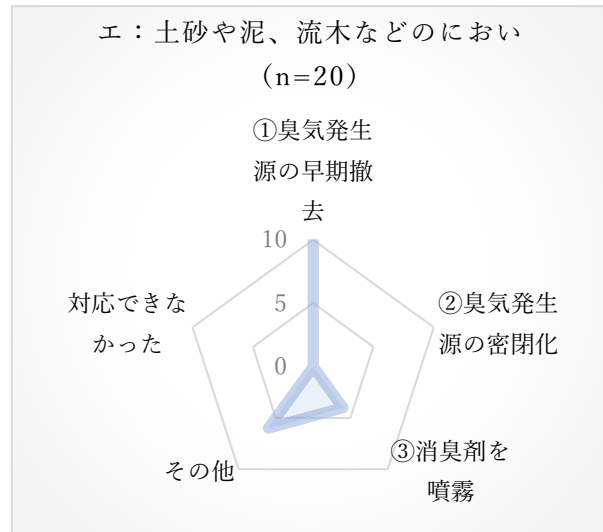 エ：土砂や泥、流木などのにおい
(n=20)
①臭気発生
源の早期撤
去
10
5
0
②臭気発生
源の密閉化
③消臭剤を
噴霧
その他
対応できな
かった